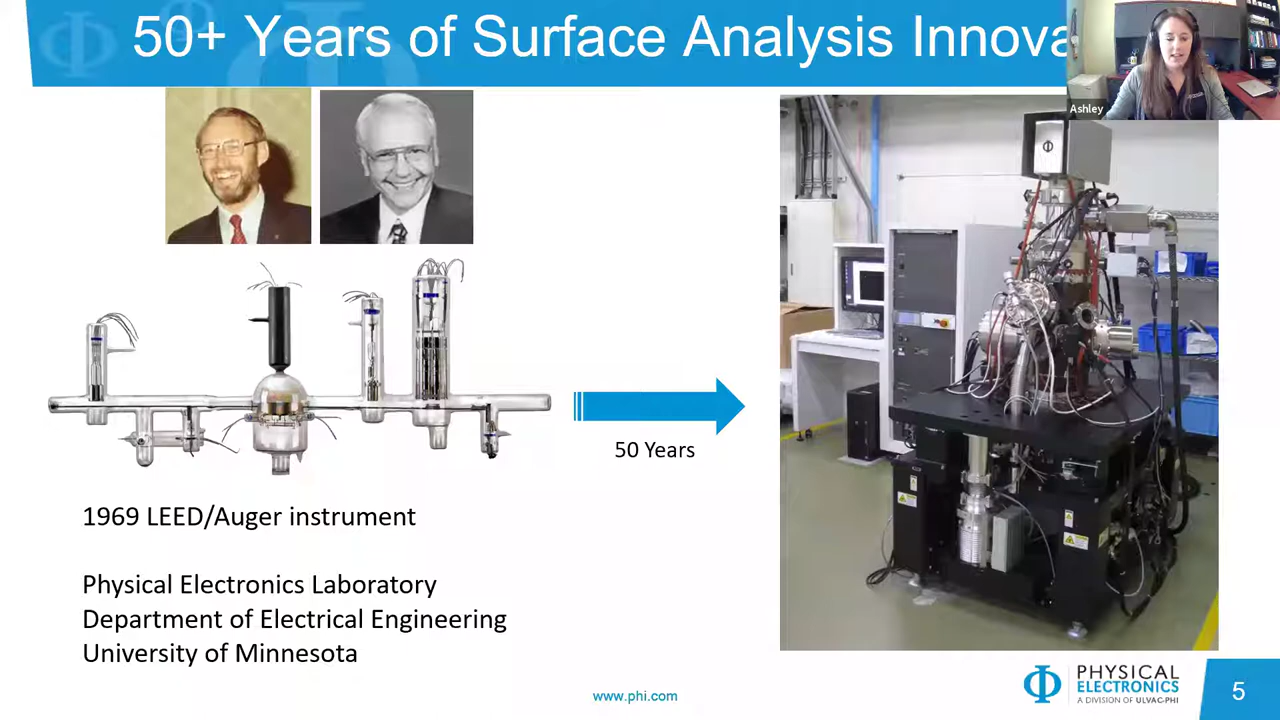 50+ Years of Surface Analysis Innova
Ashley
50 Years
1969 LEED/Auger instrument
Physical Electronics Laboratory
Department of Electrical Engineering
University of Minnesota
www.phi.com
PHYSICAL
ELECTRONICS
A DIVISION OF ULVAC-PHI
5